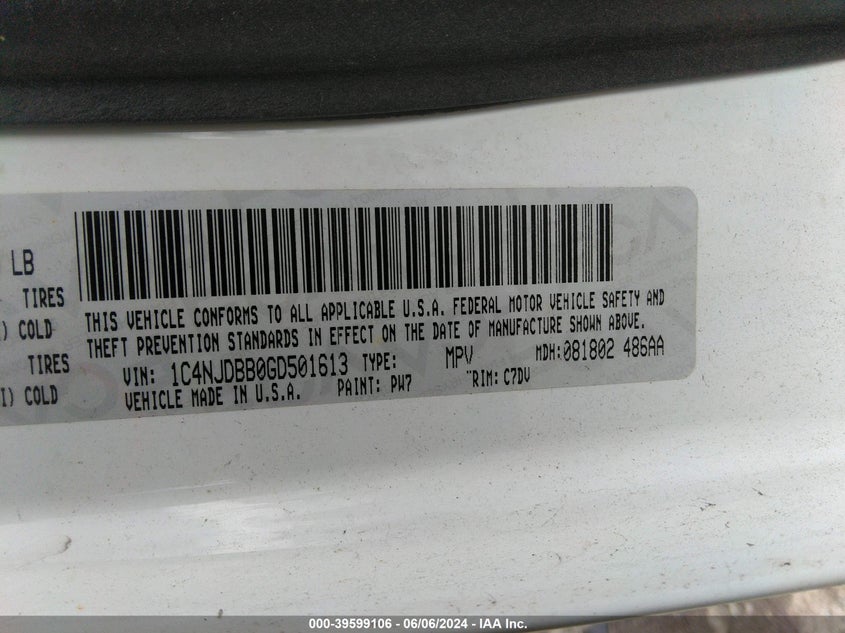 LB
TIRES
) COLD
TIRES
I) COLD
THIS VEHICLE CONFORMS TO ALL APPLICABLE U.S.A. FEDERAL MOTOR VEHICLE SAFETY AND
THEFT PREVENTION STANDARDS IN EFFECT ON THE DATE OF MANUFACTURE SHOWN ABOVE.
VIN: 1C4NJDBB0GD501613 TYPE: MPV MDH:081802 486AA
VEHICLE MADE IN U.S.A. PAINT: PW7 TRIM: C7DV
000-39599106 - 06/06/2024 - IAA Inc.